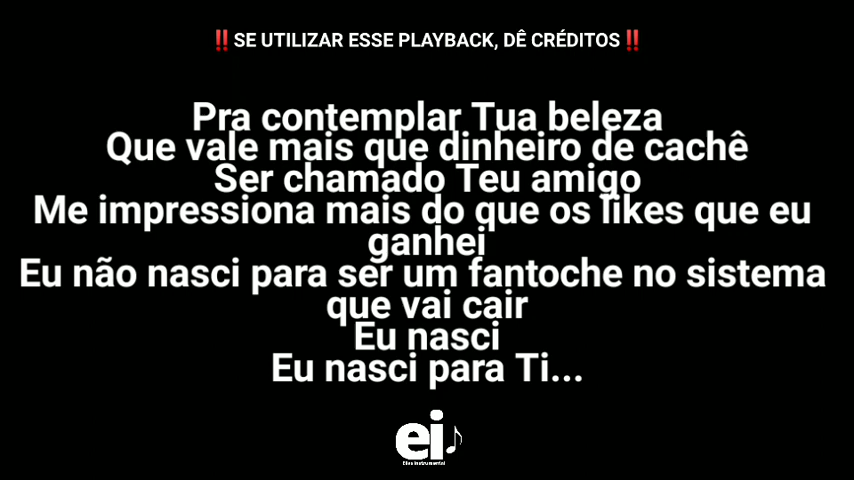 ‼️SE UTILIZAR ESSE PLAYBACK, DÊ CRÉDITOS‼️
Pra contemplar Tua beleza
Que vale mais que dinheiro de cachê
Ser chamado Teu amigo
Me impressiona mais do que os likes que eu
ganhei
Eu não nasci para ser um fantoche no sistema
que vai cair
Eu nasci
Eu nasci para Ti...
ei